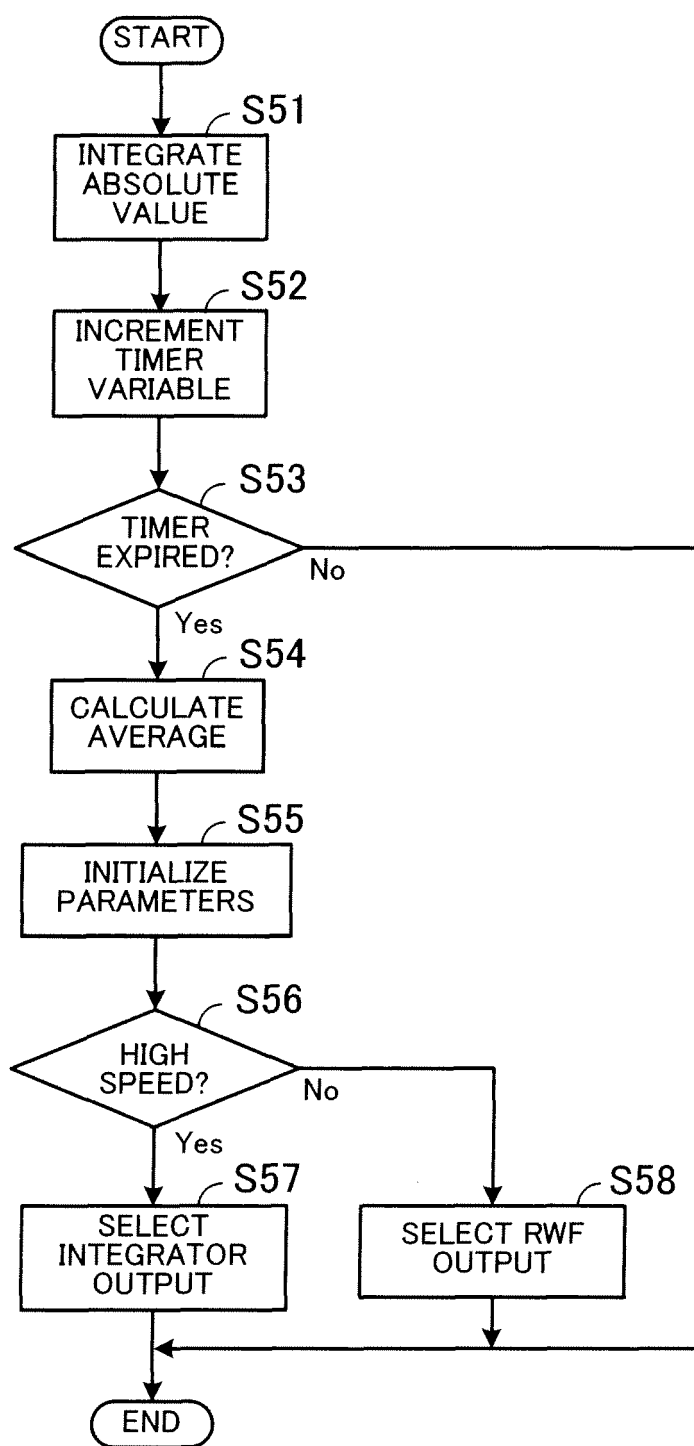 START
S51
INTEGRATE
ABSOLUTE
VALUE
S52
INCREMENT
TIMER
VARIABLE
S53
TIMER
EXPIRED?
No
Yes
S54
CALCULATE
AVERAGE
S55
INITIALIZE
PARAMETERS
S56
HIGH
SPEED?
No
Yes
S57
SELECT
INTEGRATOR
OUTPUT
S58
SELECT RWF
OUTPUT
END